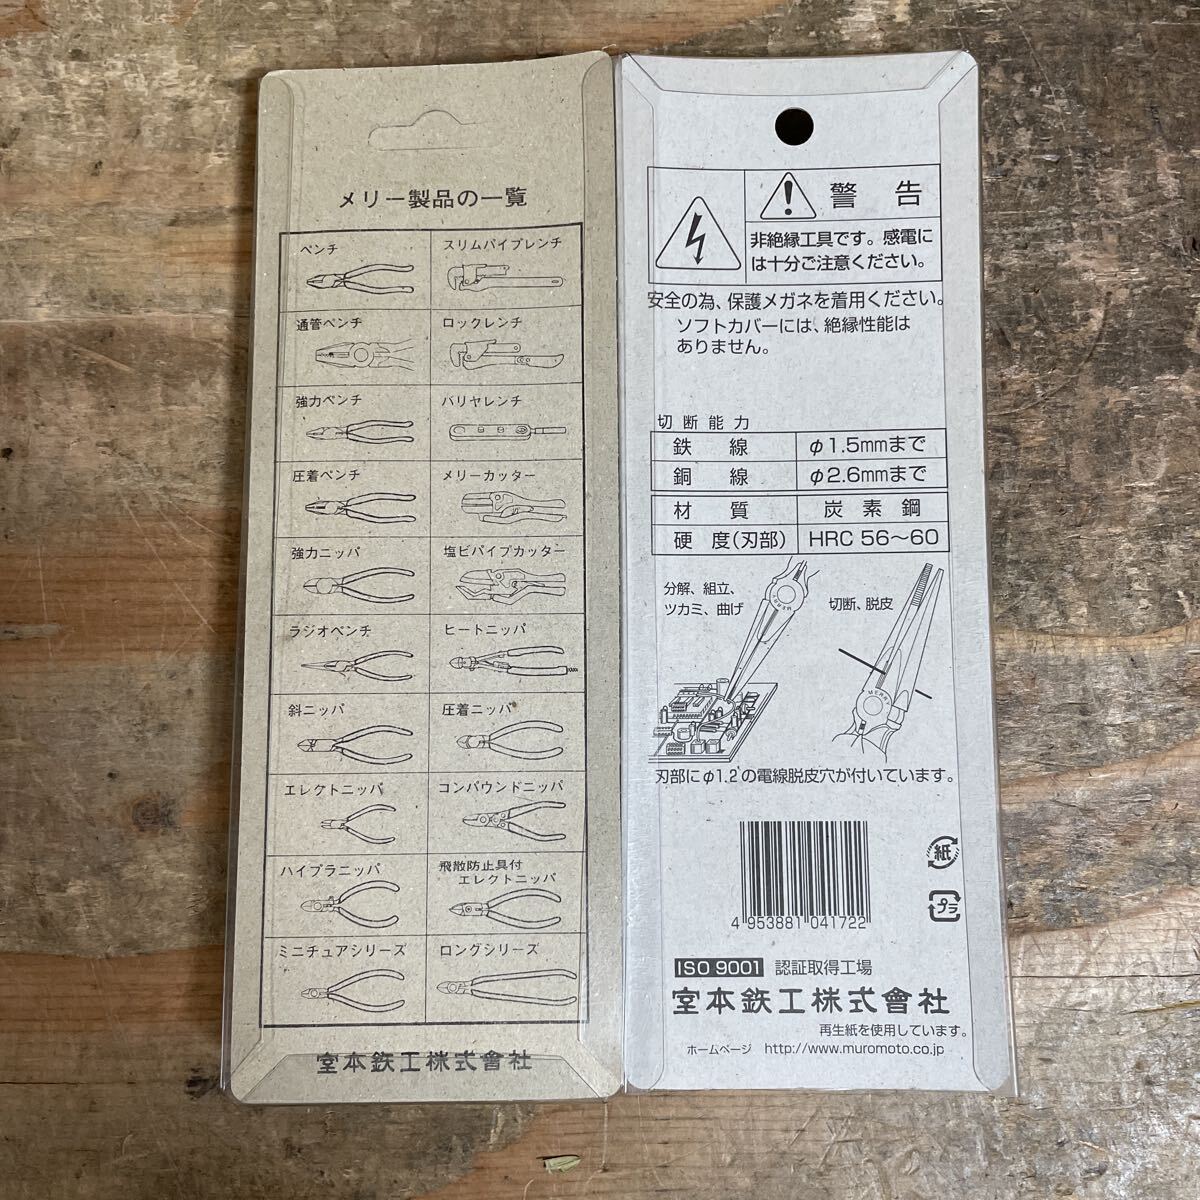 メリー製品の一覧
ペンチ
スリムパイプレンチ
通管ペンチ
ロックレンチ
強力ペンチ
バリヤレンチ
圧着ペンチ
メリーカッター
強力ニッパ
塩ビパイプカッター
ラジオペンチ
ヒートニッパ
斜ニッパ
圧着ニッパ
エレクトニッパ
コンパウンドニッパ
ハイプラニッパ
飛散防止具付
エレクトニッパ
ミニチュアシリーズ
ロングシリーズ
室本鉄工株式會社
警告
非絶縁工具です。感電に
は十分ご注意ください。
安全の為、保護メガネを着用ください。
ソフトカバーには、絶縁性能は
ありません。
切断能力
鉄線 φ1.5mmまで
銅線 φ2.6mmまで
材質 炭素鋼
硬度(刃部) HRC 56〜60
分解、組立、
ツカミ、曲げ
切断、脱皮
MERRY
MERRY
刃部にφ1.2の電線脱皮穴が付いています。
4 953881 041722
紙
プラ
ISO 9001 認証取得工場
室本鉄工株式會社
再生紙を使用しています。
ホームページ http://www.muromoto.co.jp